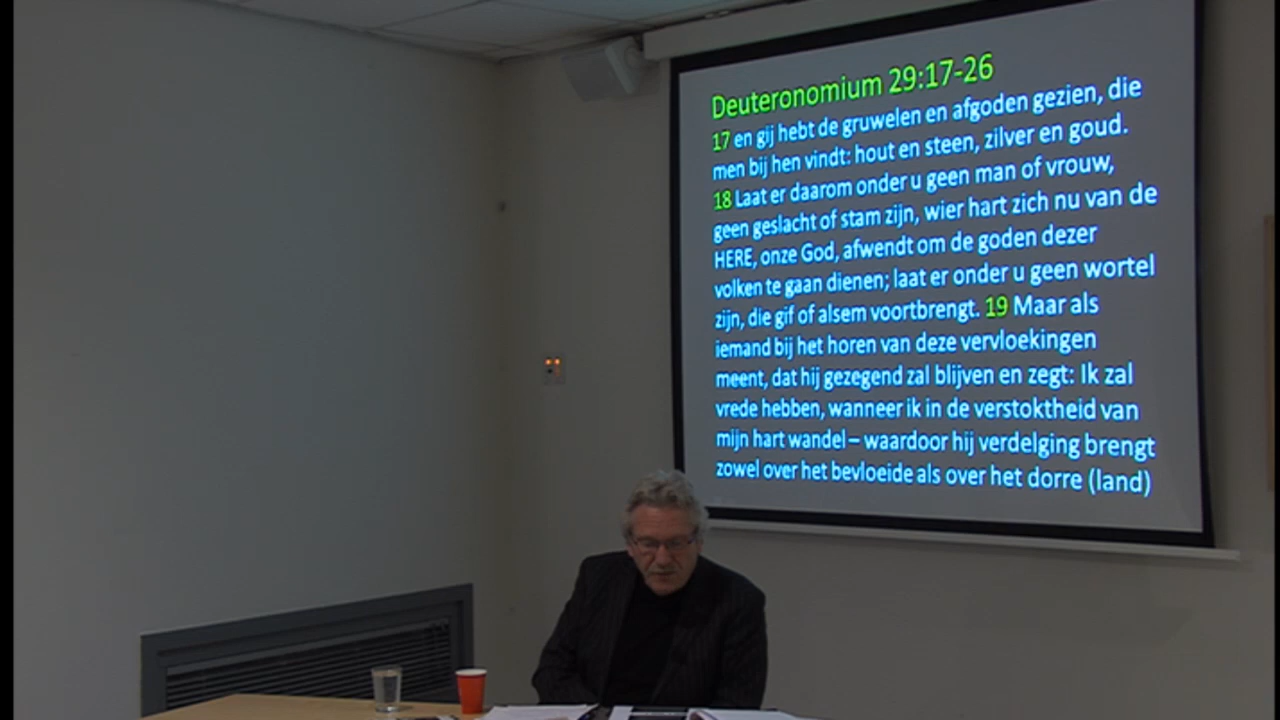 Deuteronomium 29:17-26
17 en gij hebt de gruwelen en afgoden gezien, die
men bij hen vindt: hout en steen, zilver en goud.
18 Laat er daarom onder u geen man of vrouw,
geen geslacht of stam zijn, wier hart zich nu van de
HERE, onze God, afwendt om de goden dezer
volken te gaan dienen; laat er onder u geen wortel
zijn, die gif of alsem voortbrengt. 19 Maar als
iemand bij het horen van deze vervloekingen
meent, dat hij gezegend zal blijven en zegt: Ik zal
vrede hebben, wanneer ik in de verstoktheid van
mijn hart wandel – waardoor hij verdelging brengt
zowel over het bevloeide als over het dorre (land)